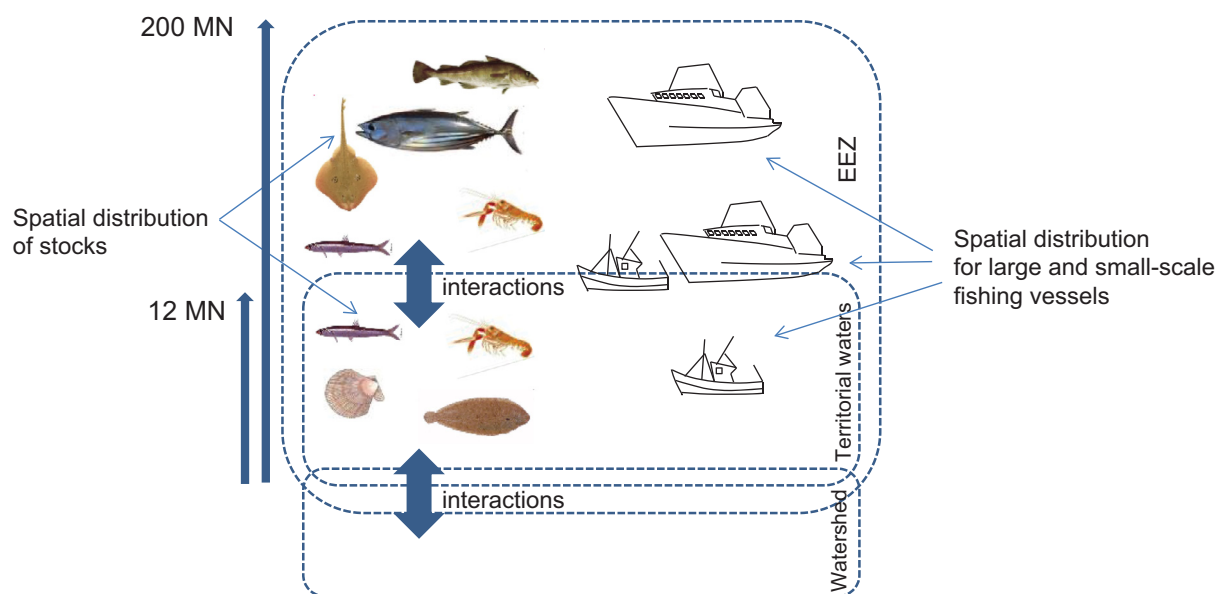 200 MN
EEZ
Spatial distribution
of stocks
Spatial distribution
for large and small-scale
fishing vessels
interactions
12 MN
Territorial waters
interactions
Watershed